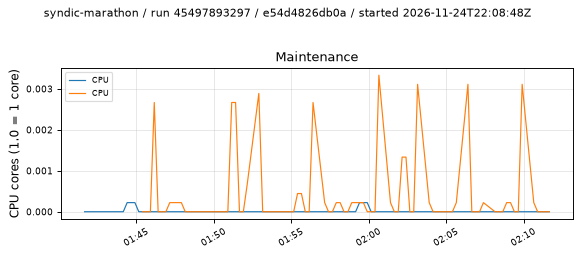 syndic-marathon / run 45497893297 / e54d4826db0a / started 2026-11-24T22:08:48Z
Maintenance
CPU cores (1.0 = 1 core)
CPU
CPU
0.003
0.002
0.001
0.000
01:45
01:50
01:55
02:00
02:05
02:10